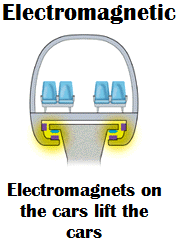 Electromagnetic
Electromagnets on
the cars lift the
cars